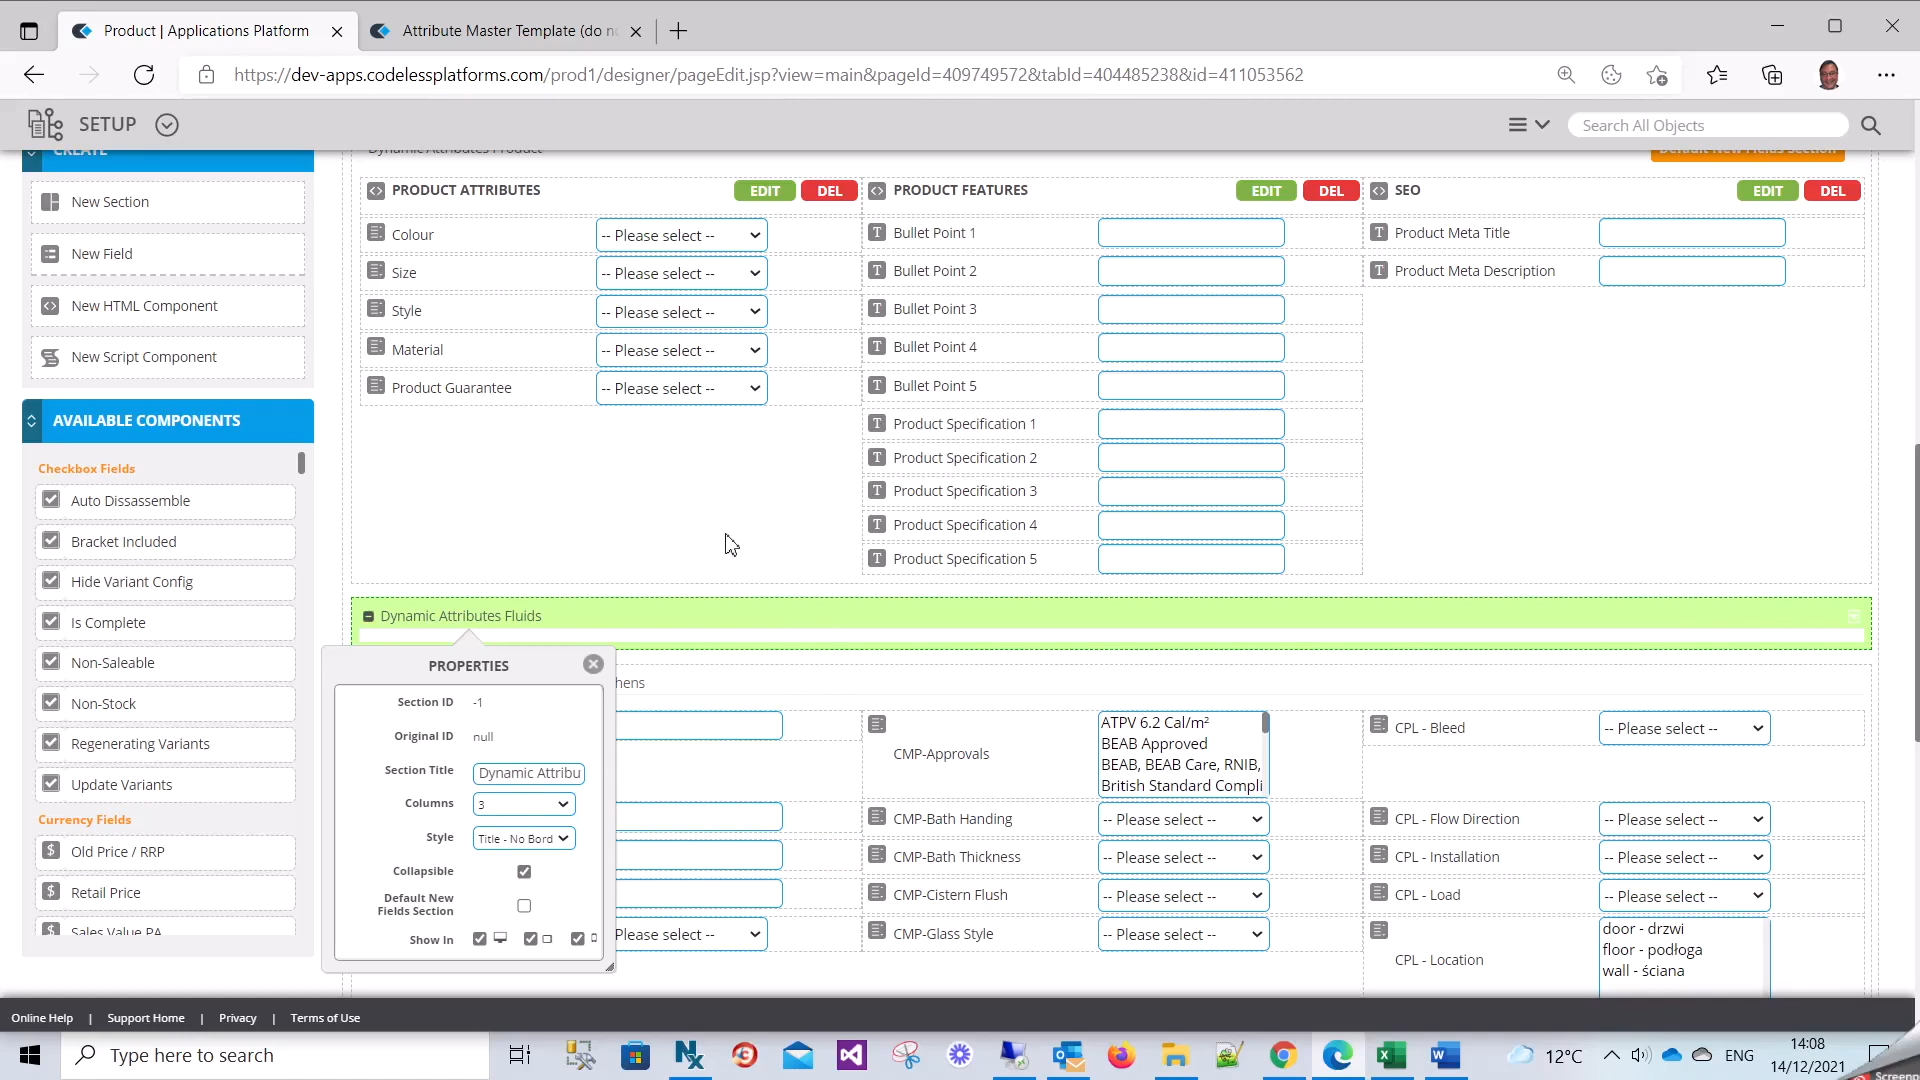 Product | Applications Platform
Attribute Master Template (do no
https://dev-apps.codelessplatforms.com/prod1/designer/pageEdit.jsp?view=main&pageId=409749572&tabId=404485238&id=411053562
SETUP
Search All Objects
CREATE
New Section
New Field
New HTML Component
New Script Component
AVAILABLE COMPONENTS
Checkbox Fields
Auto Dissassemble
Bracket Included
Hide Variant Config
Is Complete
Non-Saleable
Non-Stock
Regenerating Variants
Update Variants
Currency Fields
Old Price / RRP
Retail Price
Sales Value PA
Dynamic Attributes Product
Default New Fields Section
PRODUCT ATTRIBUTES EDIT DEL
Colour -- Please select --
Size -- Please select --
Style -- Please select --
Material -- Please select --
Product Guarantee -- Please select --
PRODUCT FEATURES EDIT DEL
Bullet Point 1
Bullet Point 2
Bullet Point 3
Bullet Point 4
Bullet Point 5
Product Specification 1
Product Specification 2
Product Specification 3
Product Specification 4
Product Specification 5
SEO EDIT DEL
Product Meta Title
Product Meta Description
Dynamic Attributes Fluids
PROPERTIES
Section ID -1
Original ID null
Section Title Dynamic Attribu
Columns 3
Style Title - No Bord
Collapsible
Default New
Fields Section
Show In
hens
Please select --
CMP-Approvals
ATPV 6.2 Cal/m²
BEAB Approved
BEAB, BEAB Care, RNIB,
British Standard Compli
CMP-Bath Handing -- Please select --
CMP-Bath Thickness -- Please select --
CMP-Cistern Flush -- Please select --
CMP-Glass Style -- Please select --
CPL - Bleed -- Please select --
CPL - Flow Direction -- Please select --
CPL - Installation -- Please select --
CPL - Load -- Please select --
CPL - Location
door - drzwi
floor - podłoga
wall - ściana
Online Help | Support Home | Privacy | Terms of Use
Type here to search
12°C
ENG
14:08
14/12/2021